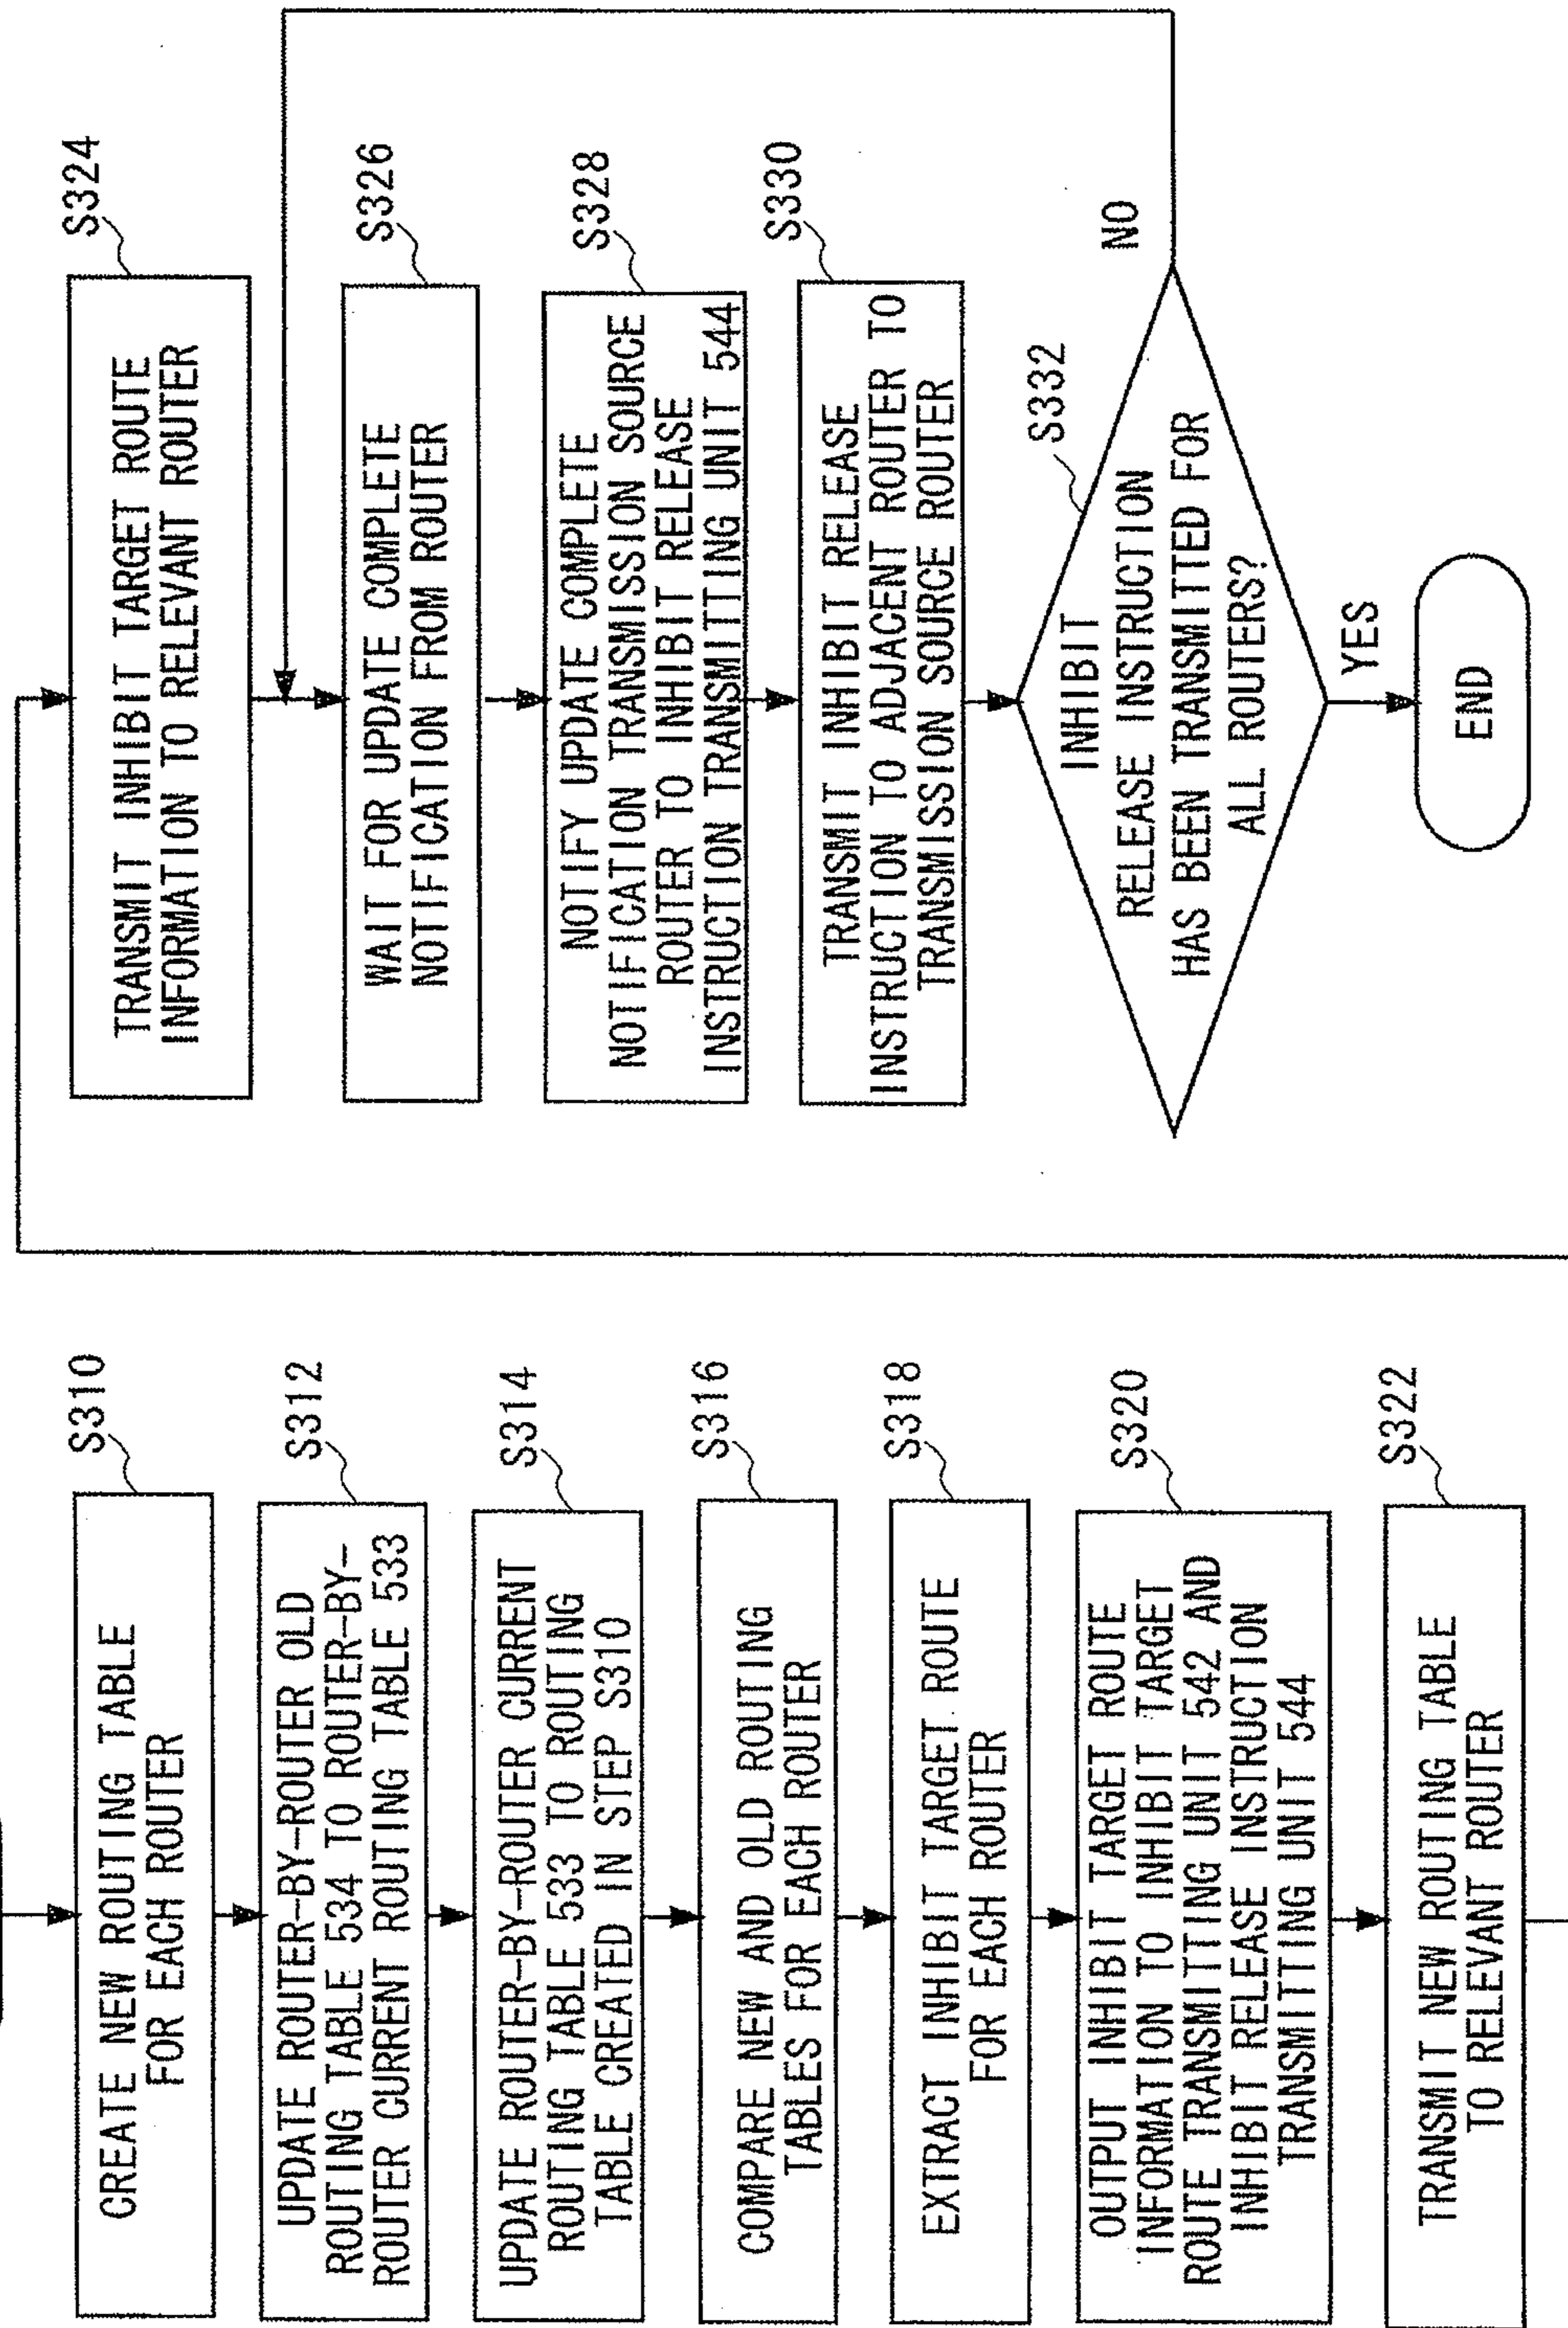 S310
CREATE NEW ROUTING TABLE
FOR EACH ROUTER
S312
UPDATE ROUTER-BY-ROUTER OLD
ROUTING TABLE 534 TO ROUTER-BY-
ROUTER CURRENT ROUTING TABLE 533
S314
UPDATE ROUTER-BY-ROUTER CURRENT
ROUTING TABLE 533 TO ROUTING
TABLE CREATED IN STEP S310
S316
COMPARE NEW AND OLD ROUTING
TABLES FOR EACH ROUTER
S318
EXTRACT INHIBIT TARGET ROUTE
FOR EACH ROUTER
S320
OUTPUT INHIBIT TARGET ROUTE
INFORMATION TO INHIBIT TARGET
ROUTE TRANSMITTING UNIT 542 AND
INHIBIT RELEASE INSTRUCTION
TRANSMITTING UNIT 544
S322
TRANSMIT NEW ROUTING TABLE
TO RELEVANT ROUTER
S324
TRANSMIT INHIBIT TARGET ROUTE
INFORMATION TO RELEVANT ROUTER
S326
WAIT FOR UPDATE COMPLETE
NOTIFICATION FROM ROUTER
S328
NOTIFY UPDATE COMPLETE
NOTIFICATION TRANSMISSION SOURCE
ROUTER TO INHIBIT RELEASE
INSTRUCTION TRANSMITTING UNIT 544
S330
TRANSMIT INHIBIT RELEASE
INSTRUCTION TO ADJACENT ROUTER TO
TRANSMISSION SOURCE ROUTER
S332
INHIBIT
RELEASE INSTRUCTION
HAS BEEN TRANSMITTED FOR
ALL ROUTERS?
NO
YES
END